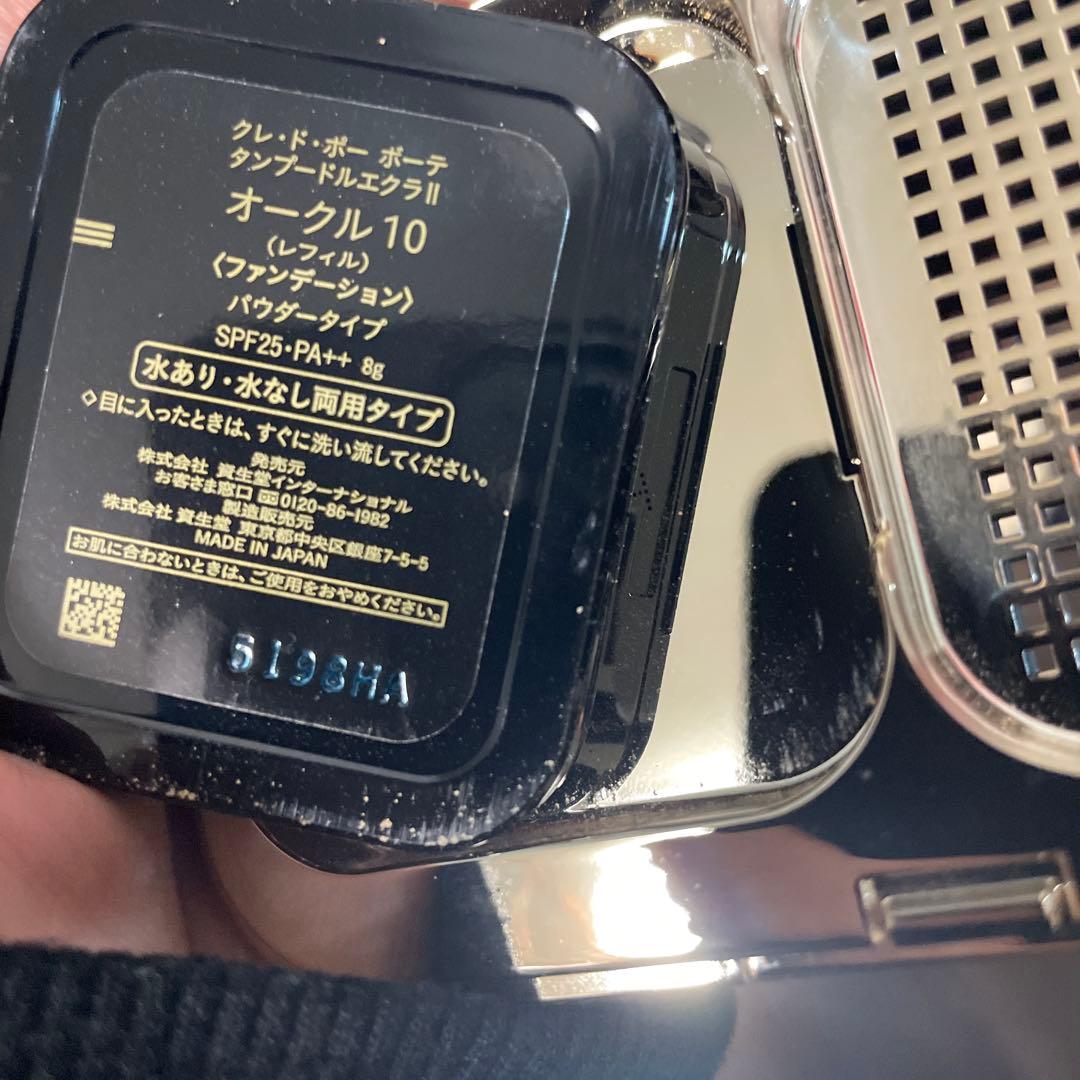 クレ・ド・ポー ボーテ
タンプードルエクラⅡ
オークル 10
(レフィル)
〈ファンデーション〉
パウダータイプ
SPF25・PA++ 8g
水あり・水なし両用タイプ
◇目に入ったときは、すぐに洗い流してください。
発売元
株式会社 資生堂インターナショナル
お客さま窓口 0120-86-1982
製造販売元
株式会社 資生堂 東京都中央区銀座7-5-5
MADE IN JAPAN
お肌に合わないときは、ご使用をおやめください。
5198HA